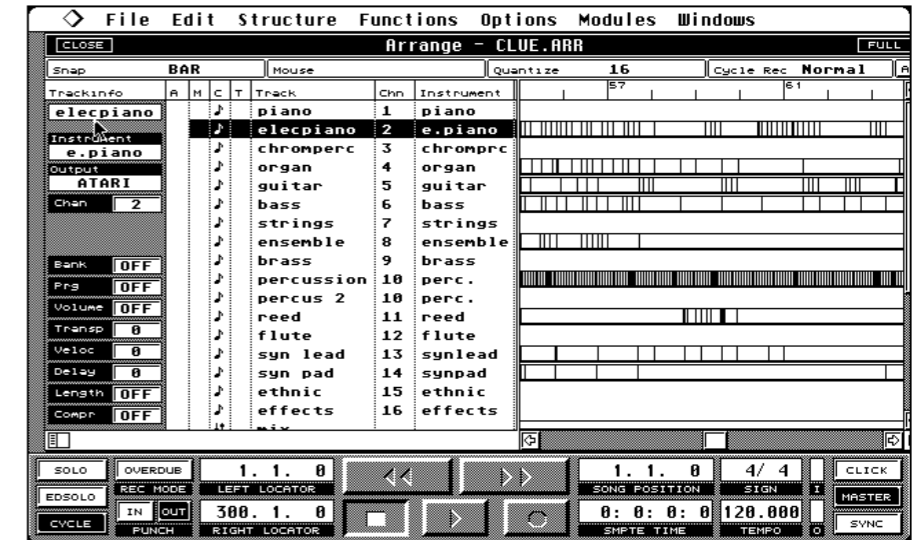 File Edit Structure Functions Options Modules Windows
CLOSE Arrange - CLUE.ARR FULL
Snap BAR Mouse Quantize 16 Cycle Rec Normal A
Trackinfo A M C T Track Chn Instrument 57 61
elecpiano
Instrument
e.piano
Output
ATARI
Chan 2
Bank OFF
Prg OFF
Volume OFF
Transp 0
Veloc 0
Delay 0
Length OFF
Compr OFF
piano 1 piano
elecpiano 2 e.piano
chromperc 3 chromprc
organ 4 organ
guitar 5 guitar
bass 6 bass
strings 7 strings
ensemble 8 ensemble
brass 9 brass
percussion 10 perc.
percus 2 10 perc.
reed 11 reed
flute 12 flute
syn lead 13 synlead
syn pad 14 synpad
ethnic 15 ethnic
effects 16 effects
SOLO OVERDUB 1. 1. 0 1. 1. 0 4/ 4 CLICK
REC MODE LEFT LOCATOR SONG POSITION SIGN I
EDSOLO MASTER
IN OUT 300. 1. 0 0: 0: 0: 0 120.000
CYCLE PUNCH RIGHT LOCATOR SMPTE TIME TEMPO O SYNC